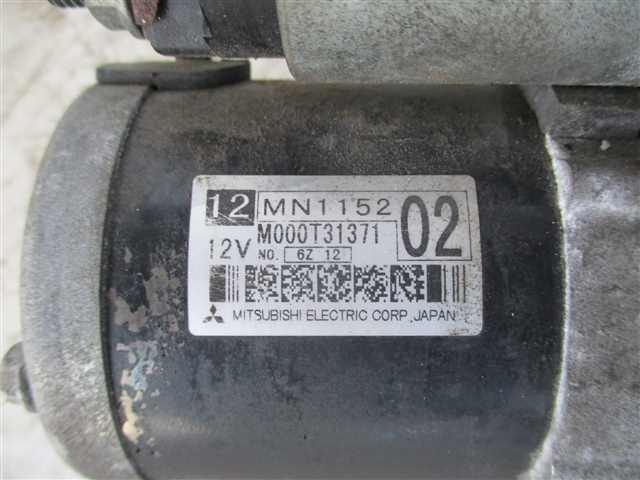 12 MN1152 02
12V M000T31371
NO. 6Z 12
MITSUBISHI ELECTRIC CORP. JAPAN